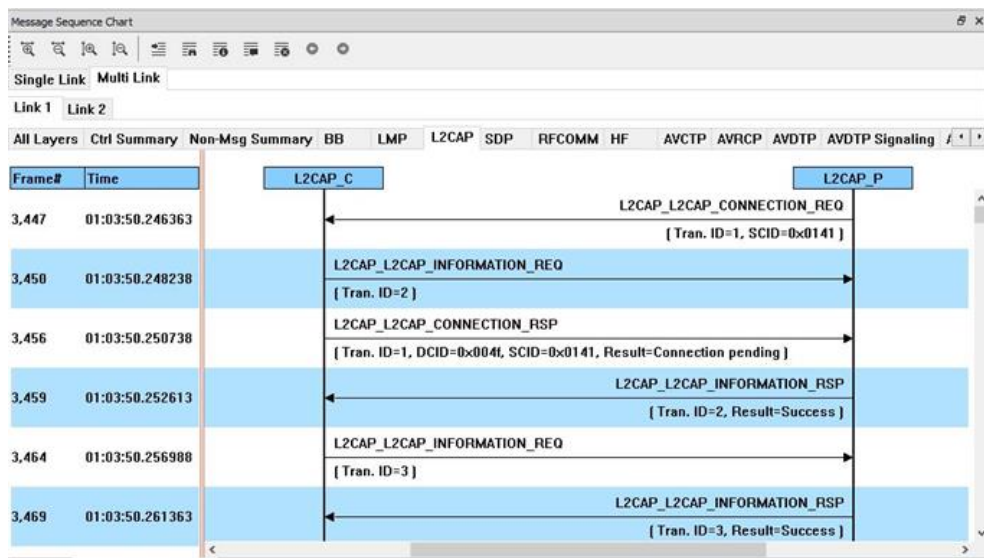 Message Sequence Chart
Single Link Multi Link
Link 1 Link 2
All Layers Ctrl Summary Non-Msg Summary BB LMP L2CAP SDP RFCOMM HF AVCTP AVRCP AVDTP AVDTP Signaling
Frame# Time L2CAP_C L2CAP_P
L2CAP_L2CAP_CONNECTION_REQ
3,447 01:03:50.246363
( Tran. ID=1, SCID=0x0141 )
L2CAP_L2CAP_INFORMATION_REQ
3,450 01:03:50.248238
( Tran. ID=2 )
L2CAP_L2CAP_CONNECTION_RSP
3,456 01:03:50.250738
( Tran. ID=1, DCID=0x004f, SCID=0x0141, Result=Connection pending )
L2CAP_L2CAP_INFORMATION_RSP
3,459 01:03:50.252613
( Tran. ID=2, Result=Success )
L2CAP_L2CAP_INFORMATION_REQ
3,464 01:03:50.256988
( Tran. ID=3 )
L2CAP_L2CAP_INFORMATION_RSP
3,469 01:03:50.261363
( Tran. ID=3, Result=Success )